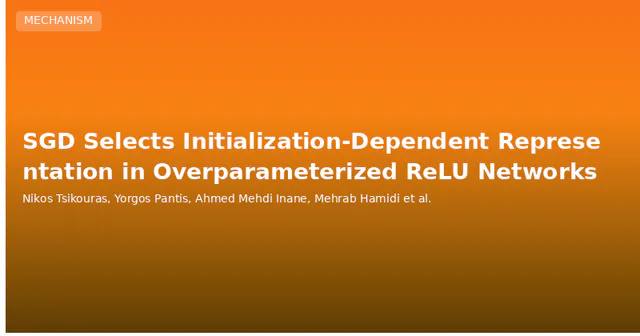 MECHANISM
SGD Selects Initialization-Dependent Represe
ntation in Overparameterized ReLU Networks
Nikos Tsikouras, Yorgos Pantis, Ahmed Mehdi Inane, Mehrab Hamidi et al.